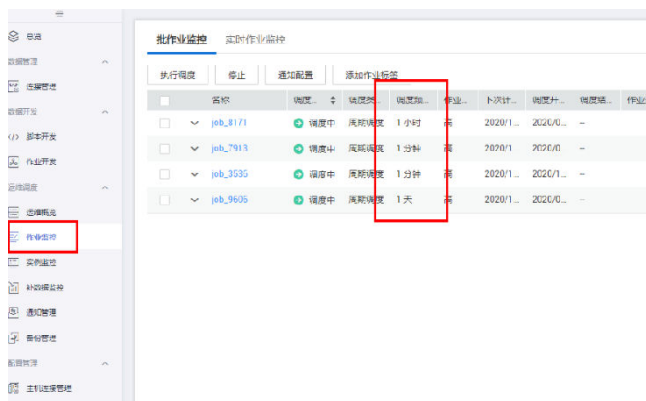 总览
批作业监控 实时作业监控
数据管理
执行调度 停止 通知配置 添加作业标签
连接管理
名称 调度... 调度类... 调度频... 作业... 下次计... 调度开... 调度结... 作业
数据开发
job_8171 调度中 周期调度 1 小时 高 2020/1... 2020/0... --
脚本开发
job_7913 调度中 周期调度 1 分钟 高 2020/1... 2020/0... --
作业开发
调度中 周期调度 1 分钟 高 2020/1... 2020/1... --
运维调度
job_9606 调度中 周期调度 1 天 高 2020/1... 2020/0... --
运维概览
作业监控
实例监控
补数据监控
通知管理
备份管理
配置管理
主机连接管理